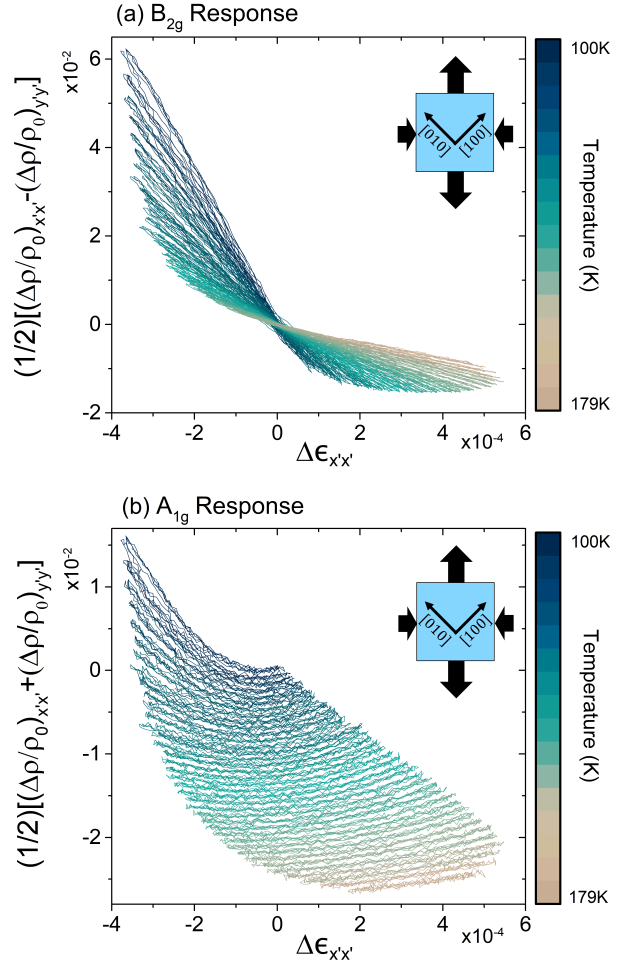 (a) B2g Response
x10-2
(1/2)[(Δρ/ρ0)x'x'-(Δρ/ρ0)y'y']
6
4
2
0
-2
-4
-2
0
2
4
6
x10-4
Δϵx'x'
[010]
[100]
100K
Temperature (K)
179K
(b) A1g Response
x10-2
(1/2)[(Δρ/ρ0)x'x'+(Δρ/ρ0)y'y']
1
0
-1
-2
-4
-2
0
2
4
6
x10-4
Δϵx'x'
[010]
[100]
100K
Temperature (K)
179K